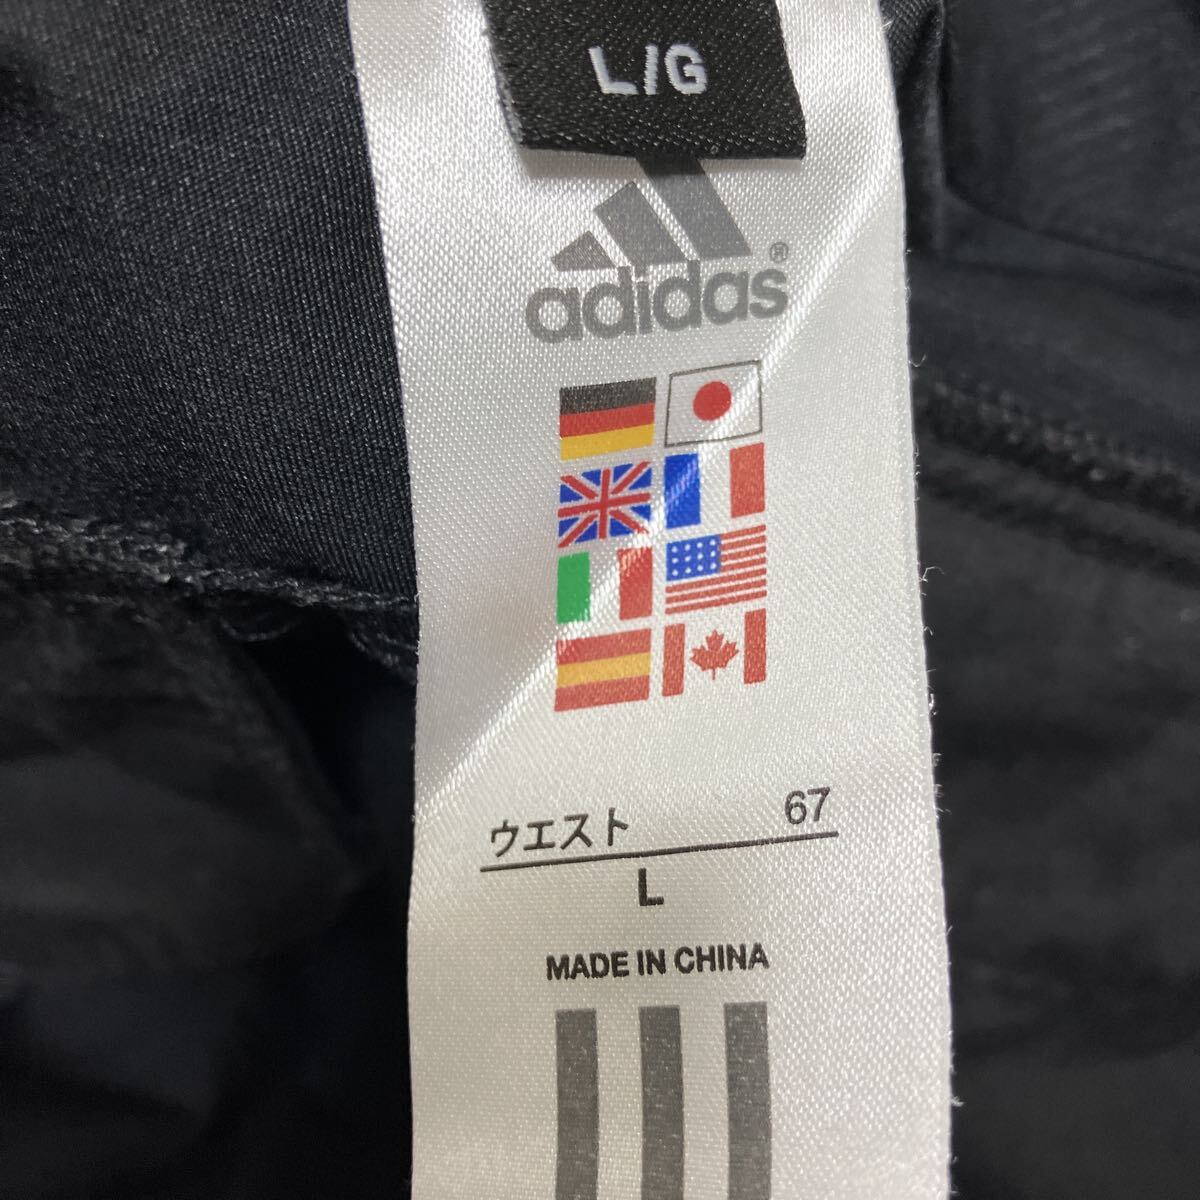 L/G
adidas®
ウエスト 67
L
MADE IN CHINA